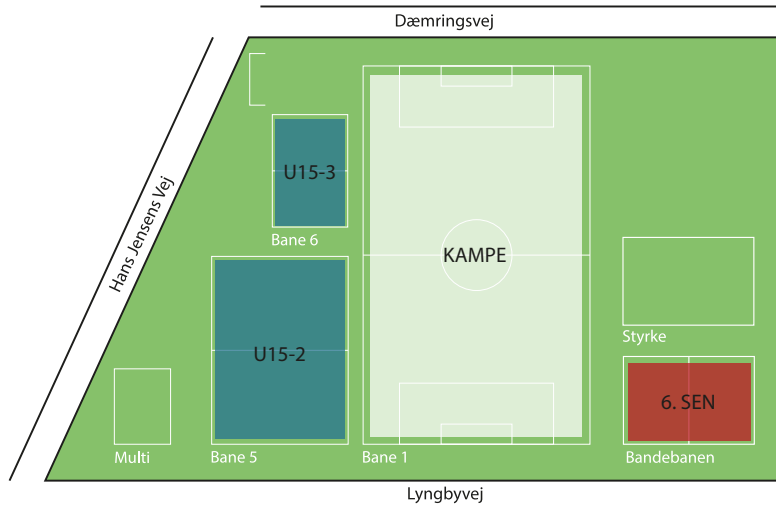 Dæmringsvej
Hans Jensens Vej
U15-3
Bane 6
KAMPE
U15-2
Styrke
6. SEN
Multi
Bane 5
Bane 1
Bandebanen
Lyngbyvej